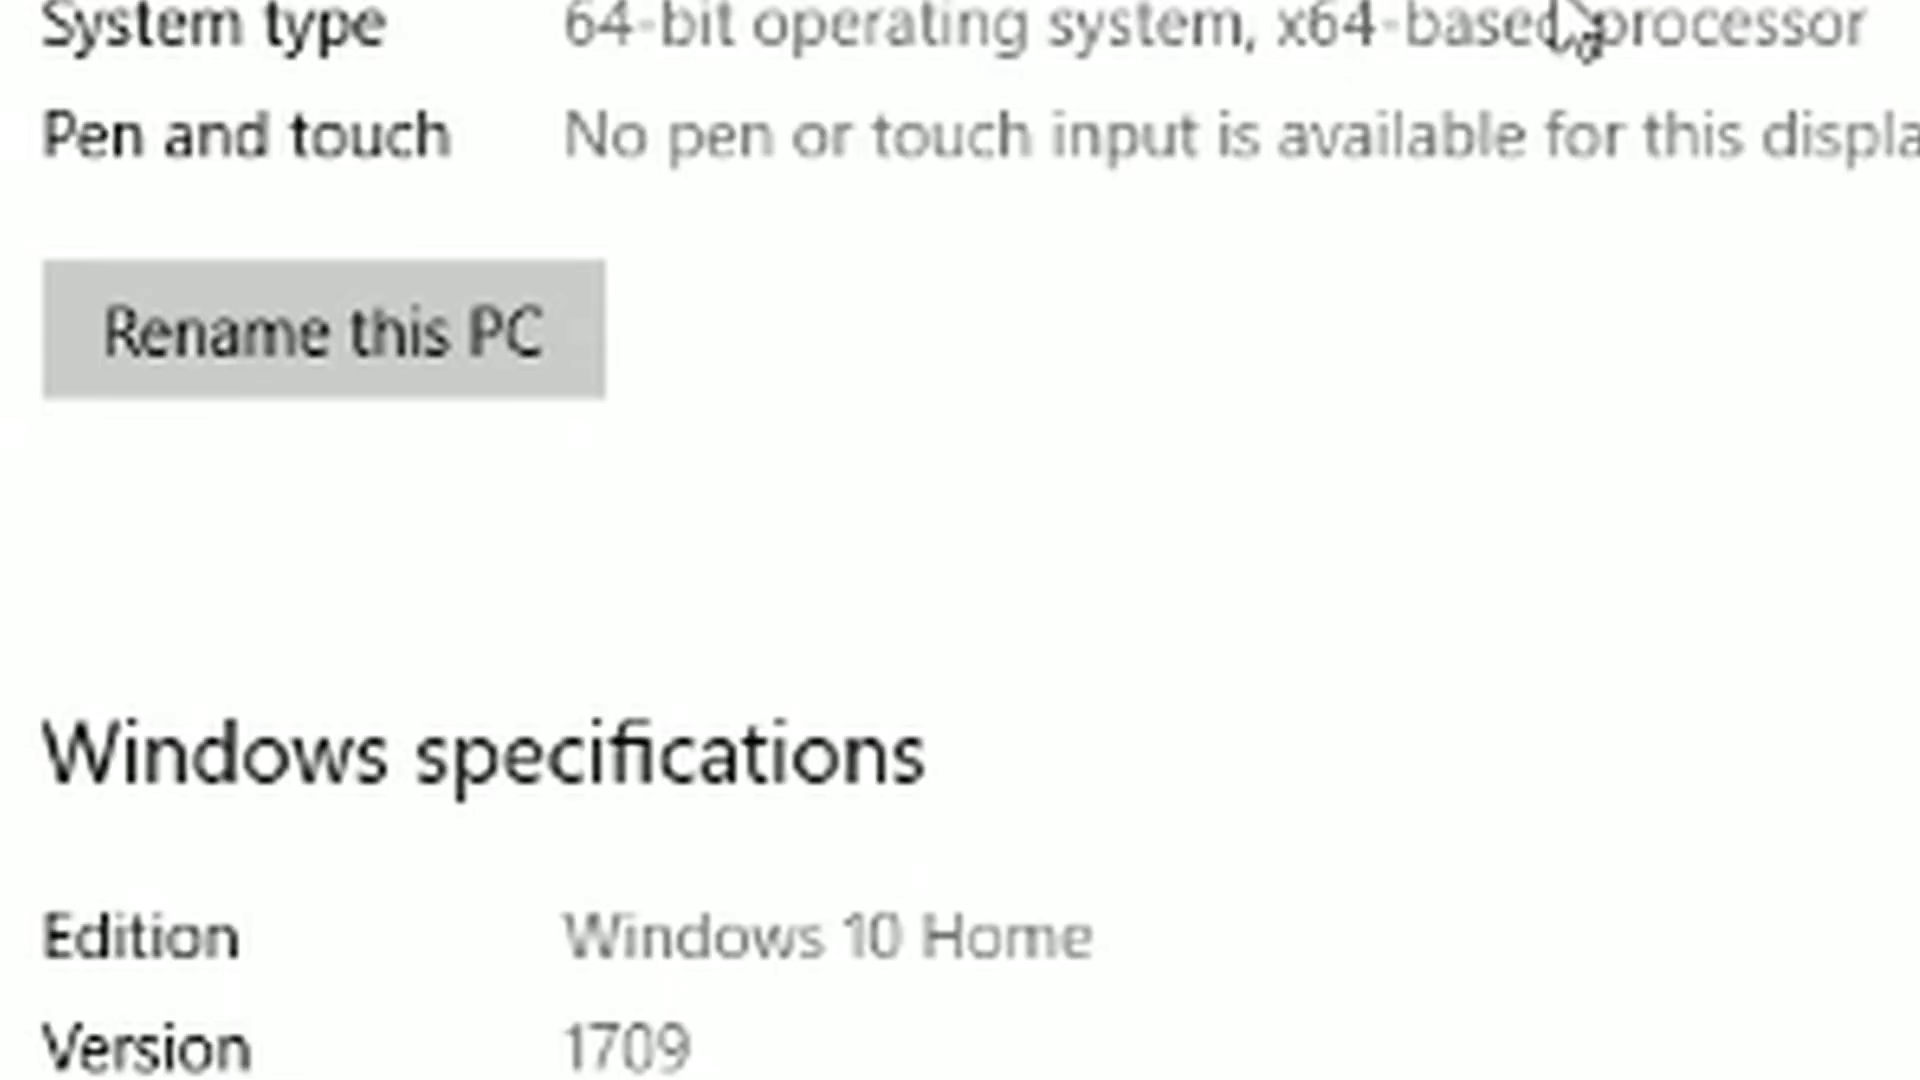 System type 64-bit operating system, x64-based processor
Pen and touch No pen or touch input is available for this displa
Rename this PC
Windows specifications
Edition Windows 10 Home
Version 1709